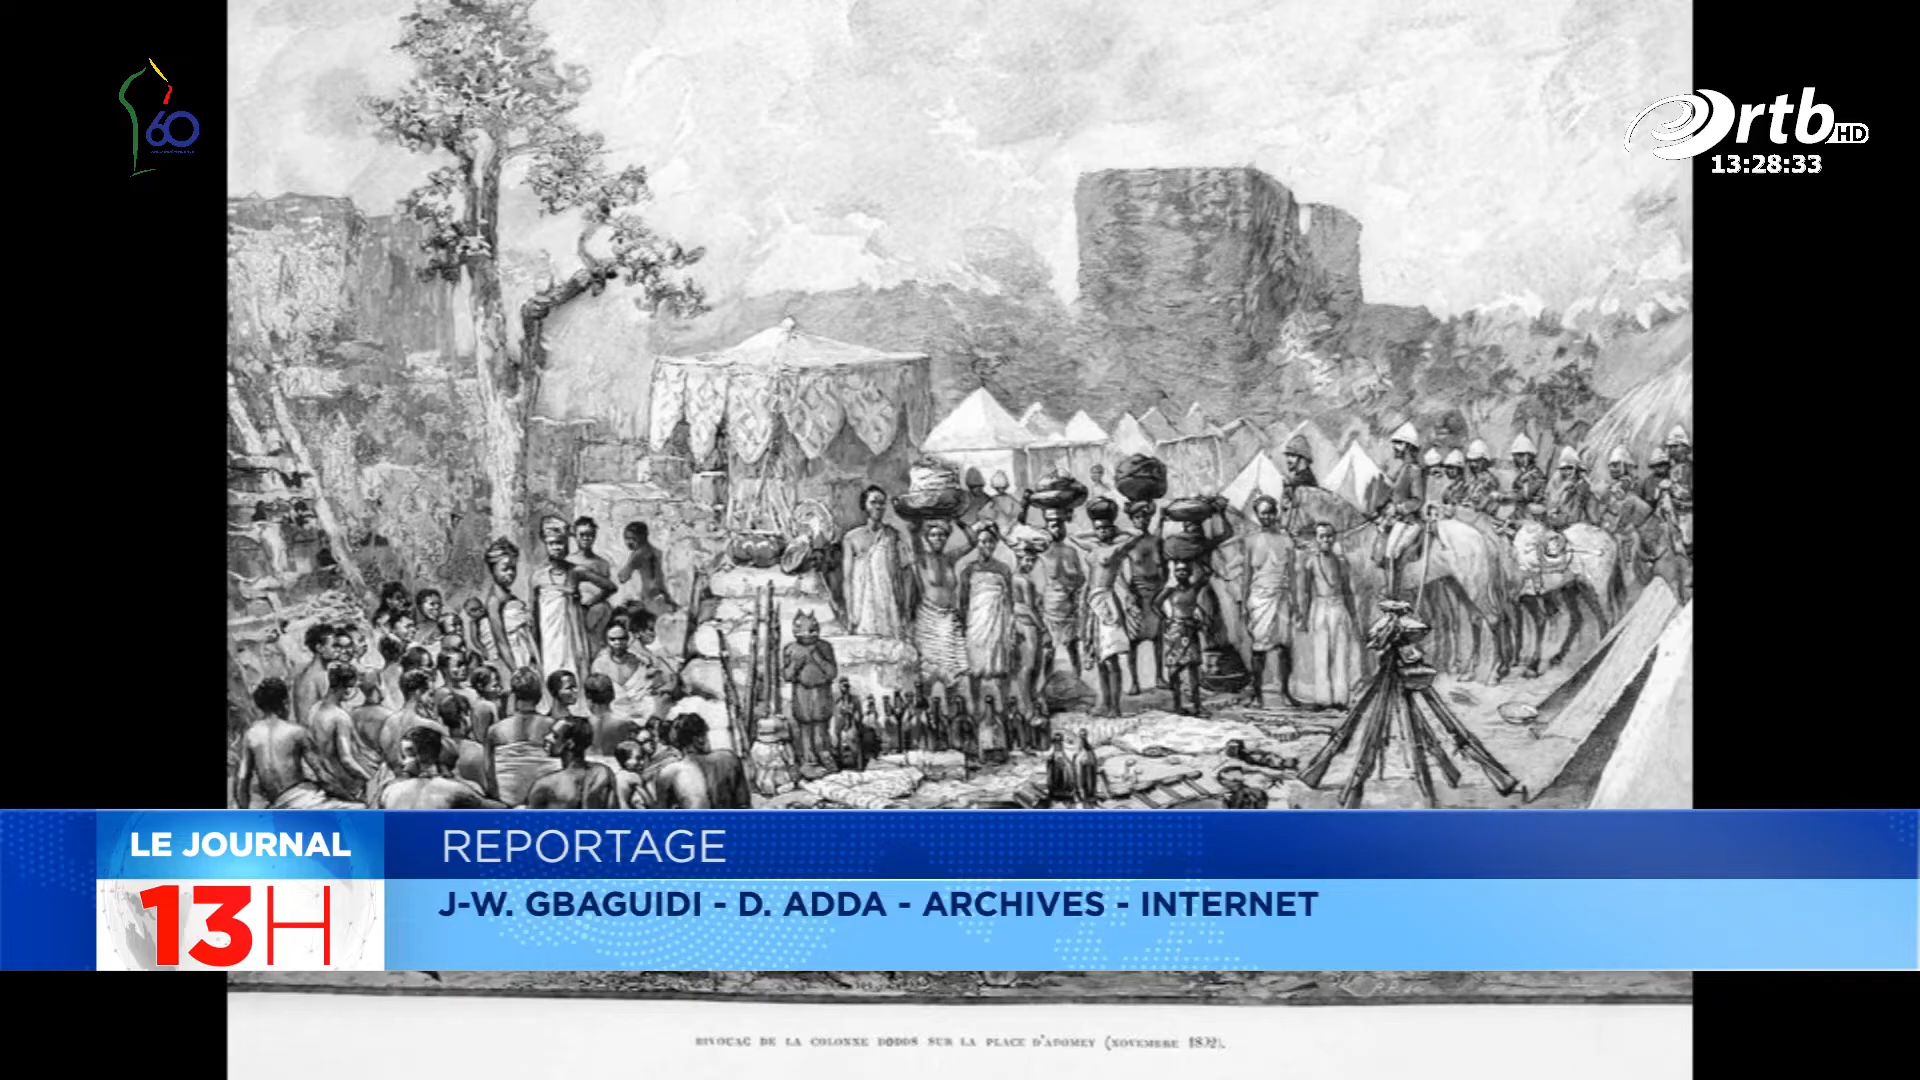 60
rtb HD
13:28:33
LE JOURNAL
13H
REPORTAGE
J-W. GBAGUIDI - D. ADDA - ARCHIVES - INTERNET
BIVOUAC DE LA COLONNE DODDS SUR LA PLACE D'ABOMEY (NOVEMBRE 1892).